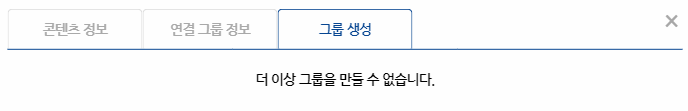 콘텐츠 정보 연결 그룹 정보 그룹 생성 ×
더 이상 그룹을 만들 수 없습니다.